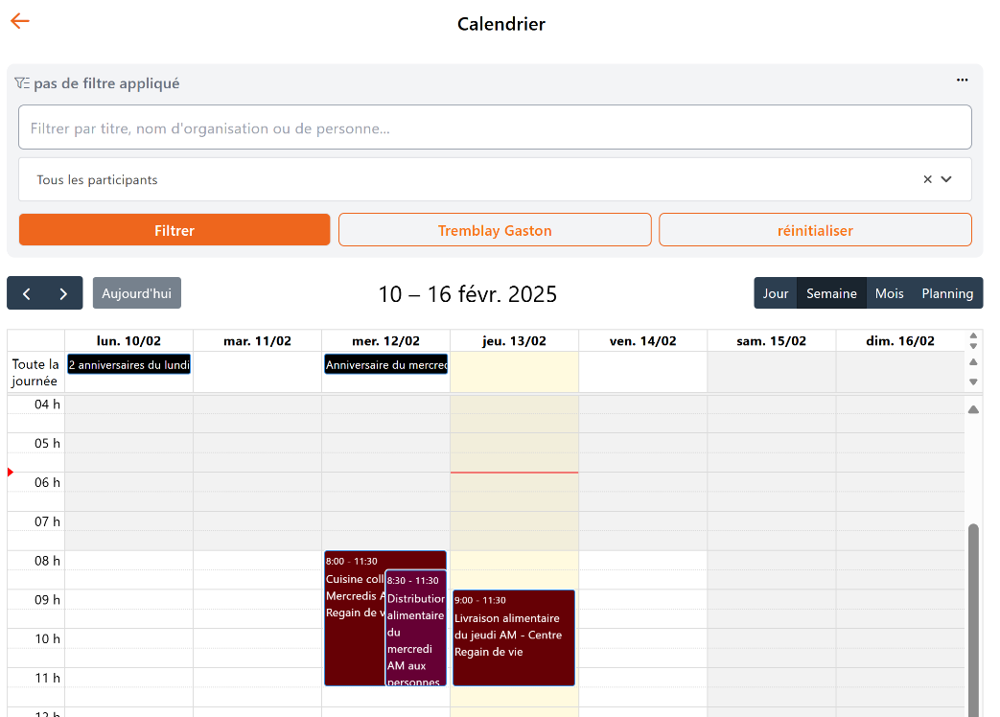 Calendrier
pas de filtre appliqué
Filtrer par titre, nom d'organisation ou de personne...
Tous les participants
Filtrer
Tremblay Gaston
réinitialiser
Aujourd'hui
10 – 16 févr. 2025
Jour Semaine Mois Planning
lun. 10/02 mar. 11/02 mer. 12/02 jeu. 13/02 ven. 14/02 sam. 15/02 dim. 16/02
Toute la
journée
2 anniversaires du lundi
Anniversaire du mercred
04 h
05 h
06 h
07 h
08 h
09 h
10 h
11 h
12 h
8:00 - 11:30
Cuisine coll
Mercredis A
Regain de v
8:30 - 11:30
Distribution
alimentaire
du
mercredi
AM aux
personnes
9:00 - 11:30
Livraison alimentaire
du jeudi AM - Centre
Regain de vie